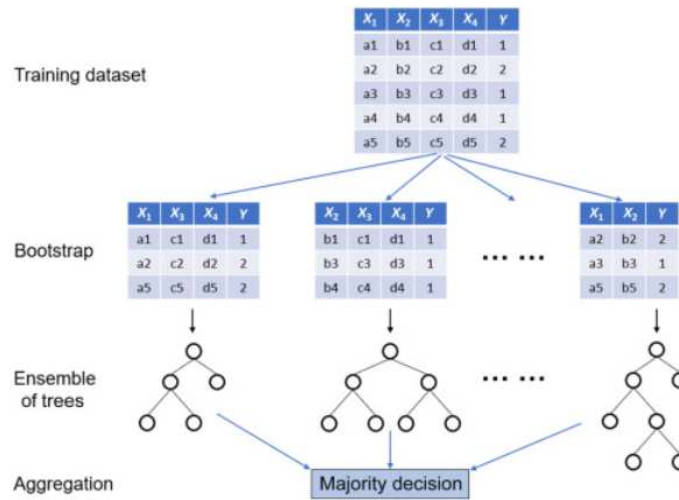 X1 X2 X3 X4 Y
a1 b1 c1 d1 1
a2 b2 c2 d2 2
Training dataset
a3 b3 c3 d3 1
a4 b4 c4 d4 1
a5 b5 c5 d5 2
X1 X3 X4 Y
a1 c1 d1 1
a2 c2 d2 2
a5 c5 d5 2
X2 X3 X4 Y
b1 c1 d1 1
b3 c3 d3 1
b4 c4 d4 1
X1 X2 Y
a2 b2 2
a3 b3 1
a5 b5 2
Bootstrap
... ...
Ensemble
of trees
... ...
Aggregation
Majority decision